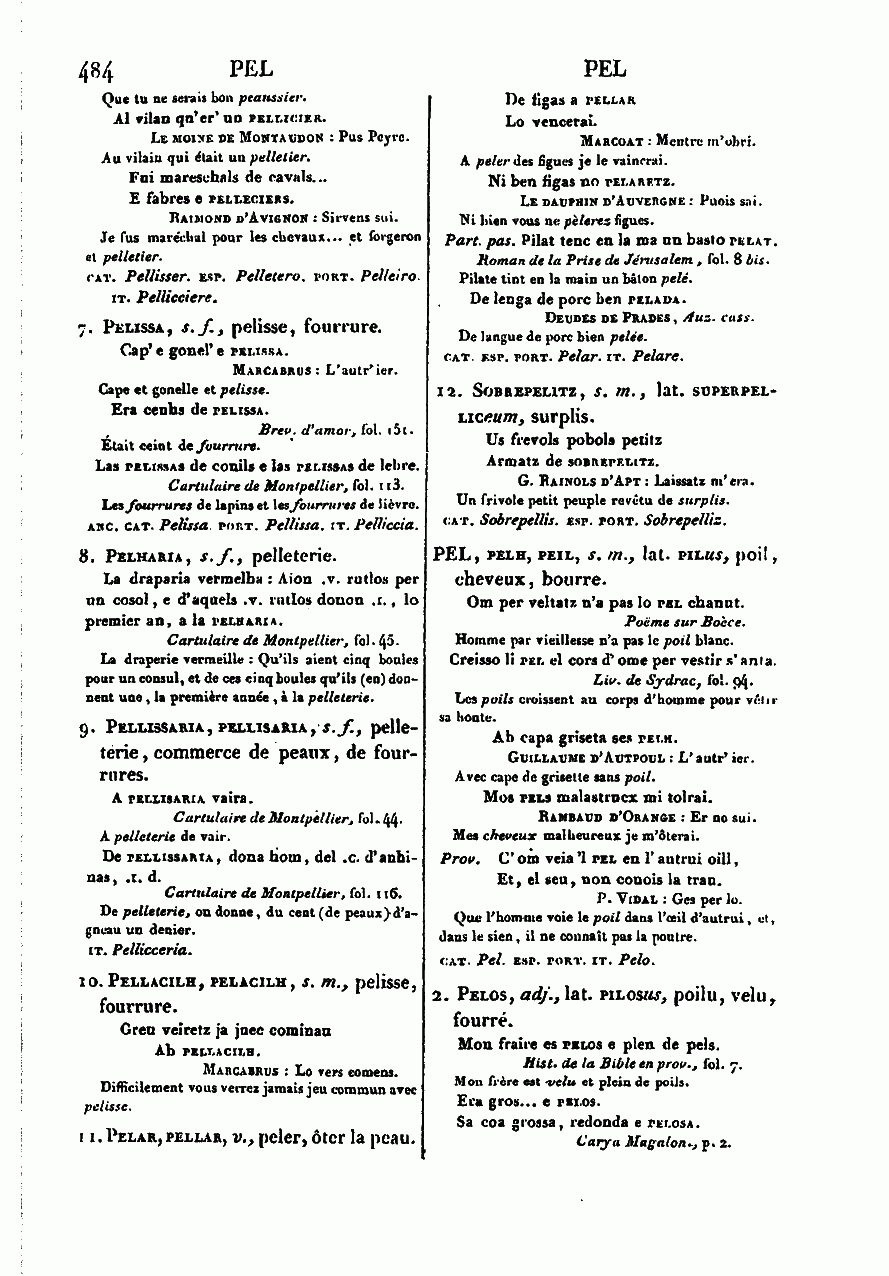 484 PEL PEL
Que tu ne serais bon peaussier.
Al vilan qu'er' un PELLICIER.
LE MOINE DE MONTAUDON : Pus Peyre.
Au vilain qui était un pelletier.
Fui mareschals de cavals...
E fabres e PELLECIERS.
RAIMOND D'AVIGNON : Sirvens sui.
Je fus maréchal pour les chevaux... et forgeron
et pelletier.
CAT. Pellisser. ESP. Pelletero. PORT. Pelleiro.
IT. Pellicciere.
7. PELISSA, s. f., pelisse, fourrure.
Cap' e gonel' e PELISSA.
MARCABRUS : L'autr'ier.
Cape et gonelle et pelisse.
Era cenhs de PELISSA.
Brev. d'amor, fol. 151.
Était ceint de fourrure.
Las PELISSAS de conils e las PELISSAS de lebre.
Cartulaire de Montpellier, fol. 113.
Les fourrures de lapins et les fourrures de lièvre.
ANC. CAT. Pelissa. PORT. Pellissa. IT. Pelliccia.
8. PELHARIA, s. f., pelleterie.
La draparia vermelha : Aion .v. rutlos per
un cosol, e d'aquels .v. rutlos donon .I., lo
premier an, a la PELHARIA.
Cartulaire de Montpellier, fol. 45.
La draperie vermeille : Qu'ils aient cinq boules
pour un consul, et de ces cinq boules qu'ils (en) don-
nent une, la première année, à la pelleterie.
9. PELLISSARIA, PELLISARIA, s. f., pelle-
terie, commerce de peaux, de four-
rures.
A PELLISARIA vaira.
Cartulaire de Montpellier, fol. 44.
A pelleterie de vair.
De PELLISSARIA, dona hom, del .c. d'anhi-
nas, .I. d.
Cartulaire de Montpellier, fol. 116.
De pelleterie, on donne, du cent (de peaux) d'a-
gneau un denier.
IT. Pellicceria.
10. PELLACILH, PELACILH, s. m., pelisse,
fourrure.
Greu veiretz ja juec cominau
Ab PELLACILH.
MARCABRUS : Lo vers comens.
Difficilement vous verrez jamais jeu commun avec
pelisse.
11. PELAR, PELLAR, v., peler, ôter la peau.
De figas a PELLAR
Lo vencerai.
MARCOAT : Mentre m'obri.
A peler des figues je le vaincrai.
Ni ben figas no PELARETZ.
LE DAUPHIN D'AUVERGNE : Puois sai.
Ni bien vous ne pèlerez figues.
Part. pas. Pilat tenc en la ma un basto PELAT.
Roman de la Prise de Jérusalem, fol. 8 bis.
Pilate tint en la main un bâton pelé.
De lenga de porc ben PELADA.
DEUDES DE PRADES, Auz. cass.
De langue de porc bien pelée.
CAT. ESP. PORT. Pelar. IT. Pelare.
12. SOBREPELITZ, s. m., lat. SUPERPEL-
LICeum, surplis.
Us frevols pobols petitz
Armatz de SOBREPELITZ.
G. RAINOLS D'APT : Laissatz m'era.
Un frivole petit peuple revêtu de surplis.
CAT. Sobrepellis. ESP. PORT. Sobrepelliz.
PEL, PELH, PEIL, s. m., lat. PILus, poil,
cheveux, bourre.
Om per veltatz n'a pas lo PEL chanut.
Poëme sur Boèce.
Homme par vieillesse n'a pas le poil blanc.
Creisso li PEL el cors d'ome per vestir s'anta.
Liv. de Sydrac, fol. 94.
Les poils croissent au corps d'homme pour vêtir
sa honte.
Ab capa griseta ses PELH.
GUILLAUME D'AUTPOUL : L'autr'ier.
Avec cape de grisette sans poil.
Mos PELS malastrucx mi tolrai.
RAMBAUD D'ORANGE : Er no sui.
Mes cheveux malheureux je m'ôterai.
Prov. C'om veia'l PEL en l'autrui oill,
Et, el seu, non conois la trau.
P. VIDAL : Ges per lo.
Que l'homme voie le poil dans l'œil d'autrui, et,
dans le sien, il ne connaît pas la poutre.
CAT. Pel. ESP. PORT. IT. Pelo.
2. PELOS, adj., lat. PILOSus, poilu, velu,
fourré.
Mon fraire es PELOS e plen de pels.
Hist. de la Bible en prov., fol. 7.
Mon frère est velu et plein de poils.
Era gros... e PELOS.
Sa coa grossa, redonda e PELOSA.
Carya Magalon., p. 2.